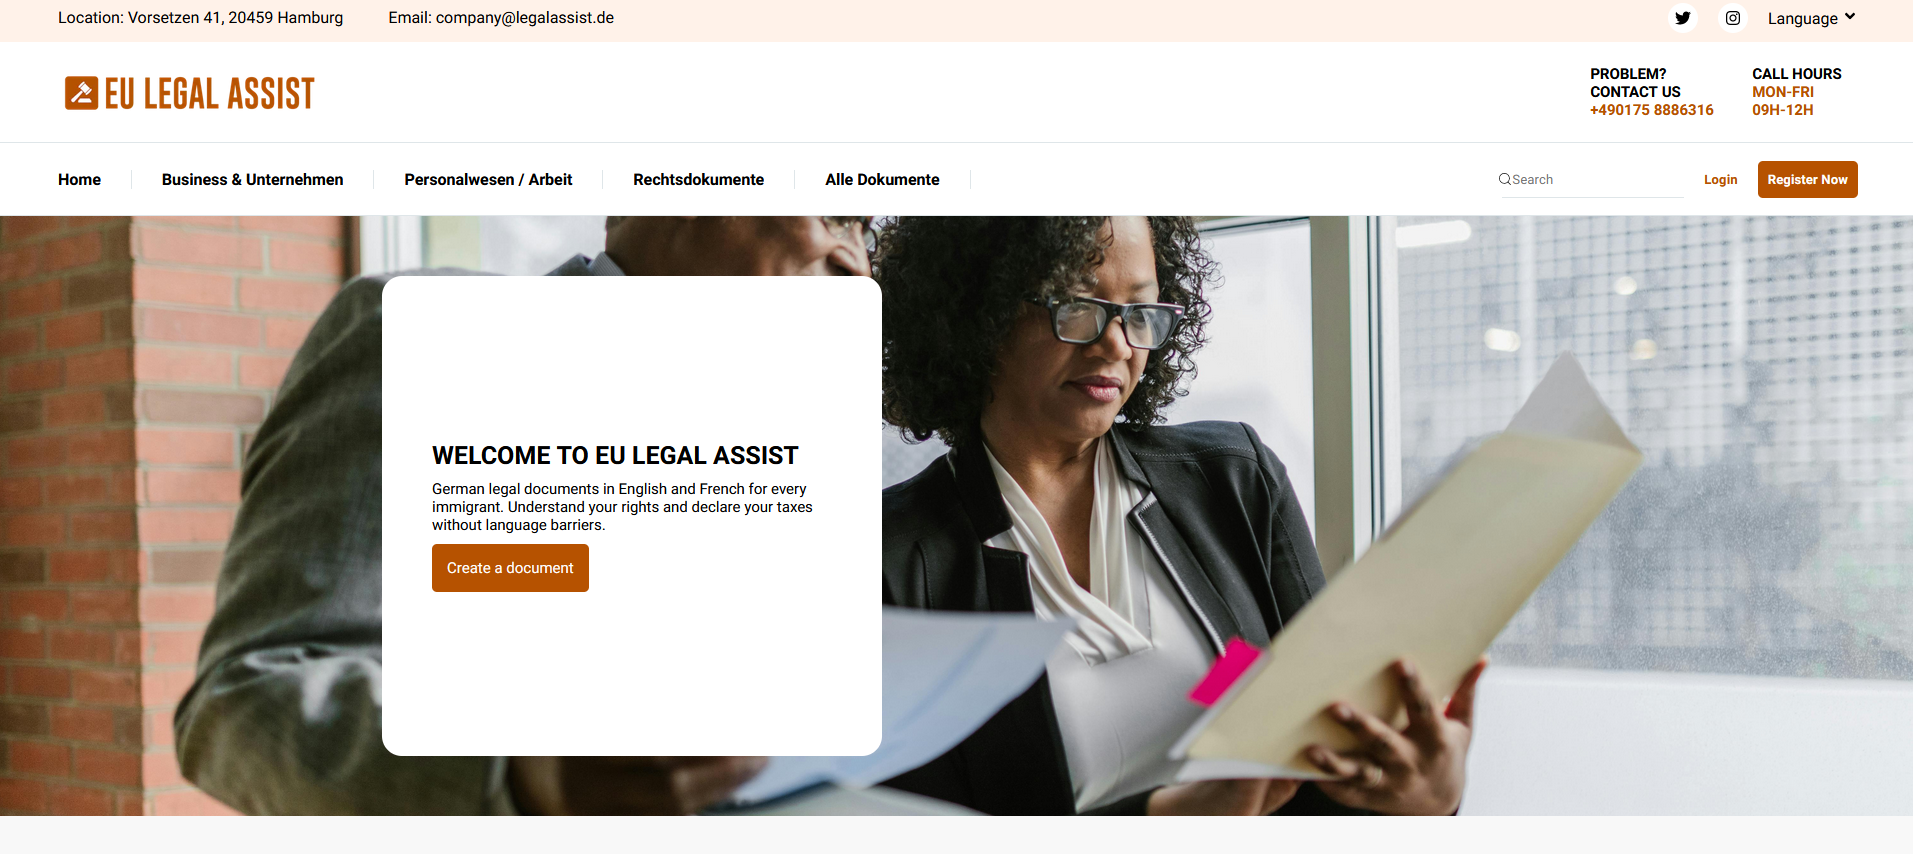 Location: Vorsetzen 41, 20459 Hamburg
Email: company@legalassist.de
Language
EU LEGAL ASSIST
PROBLEM?
CONTACT US
+490175 8886316
CALL HOURS
MON-FRI
09H-12H
Home
Business & Unternehmen
Personalwesen / Arbeit
Rechtsdokumente
Alle Dokumente
Search
Login
Register Now
WELCOME TO EU LEGAL ASSIST
German legal documents in English and French for every
immigrant. Understand your rights and declare your taxes
without language barriers.
Create a document